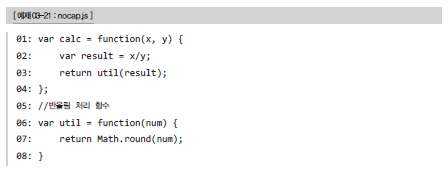 [예제 03-21 : nocap.js]
01: var calc = function(x, y) {
02:     var result = x/y;
03:     return util(result);
04: };
05: //반올림 처리 함수
06: var util = function(num) {
07:     return Math.round(num);
08: }